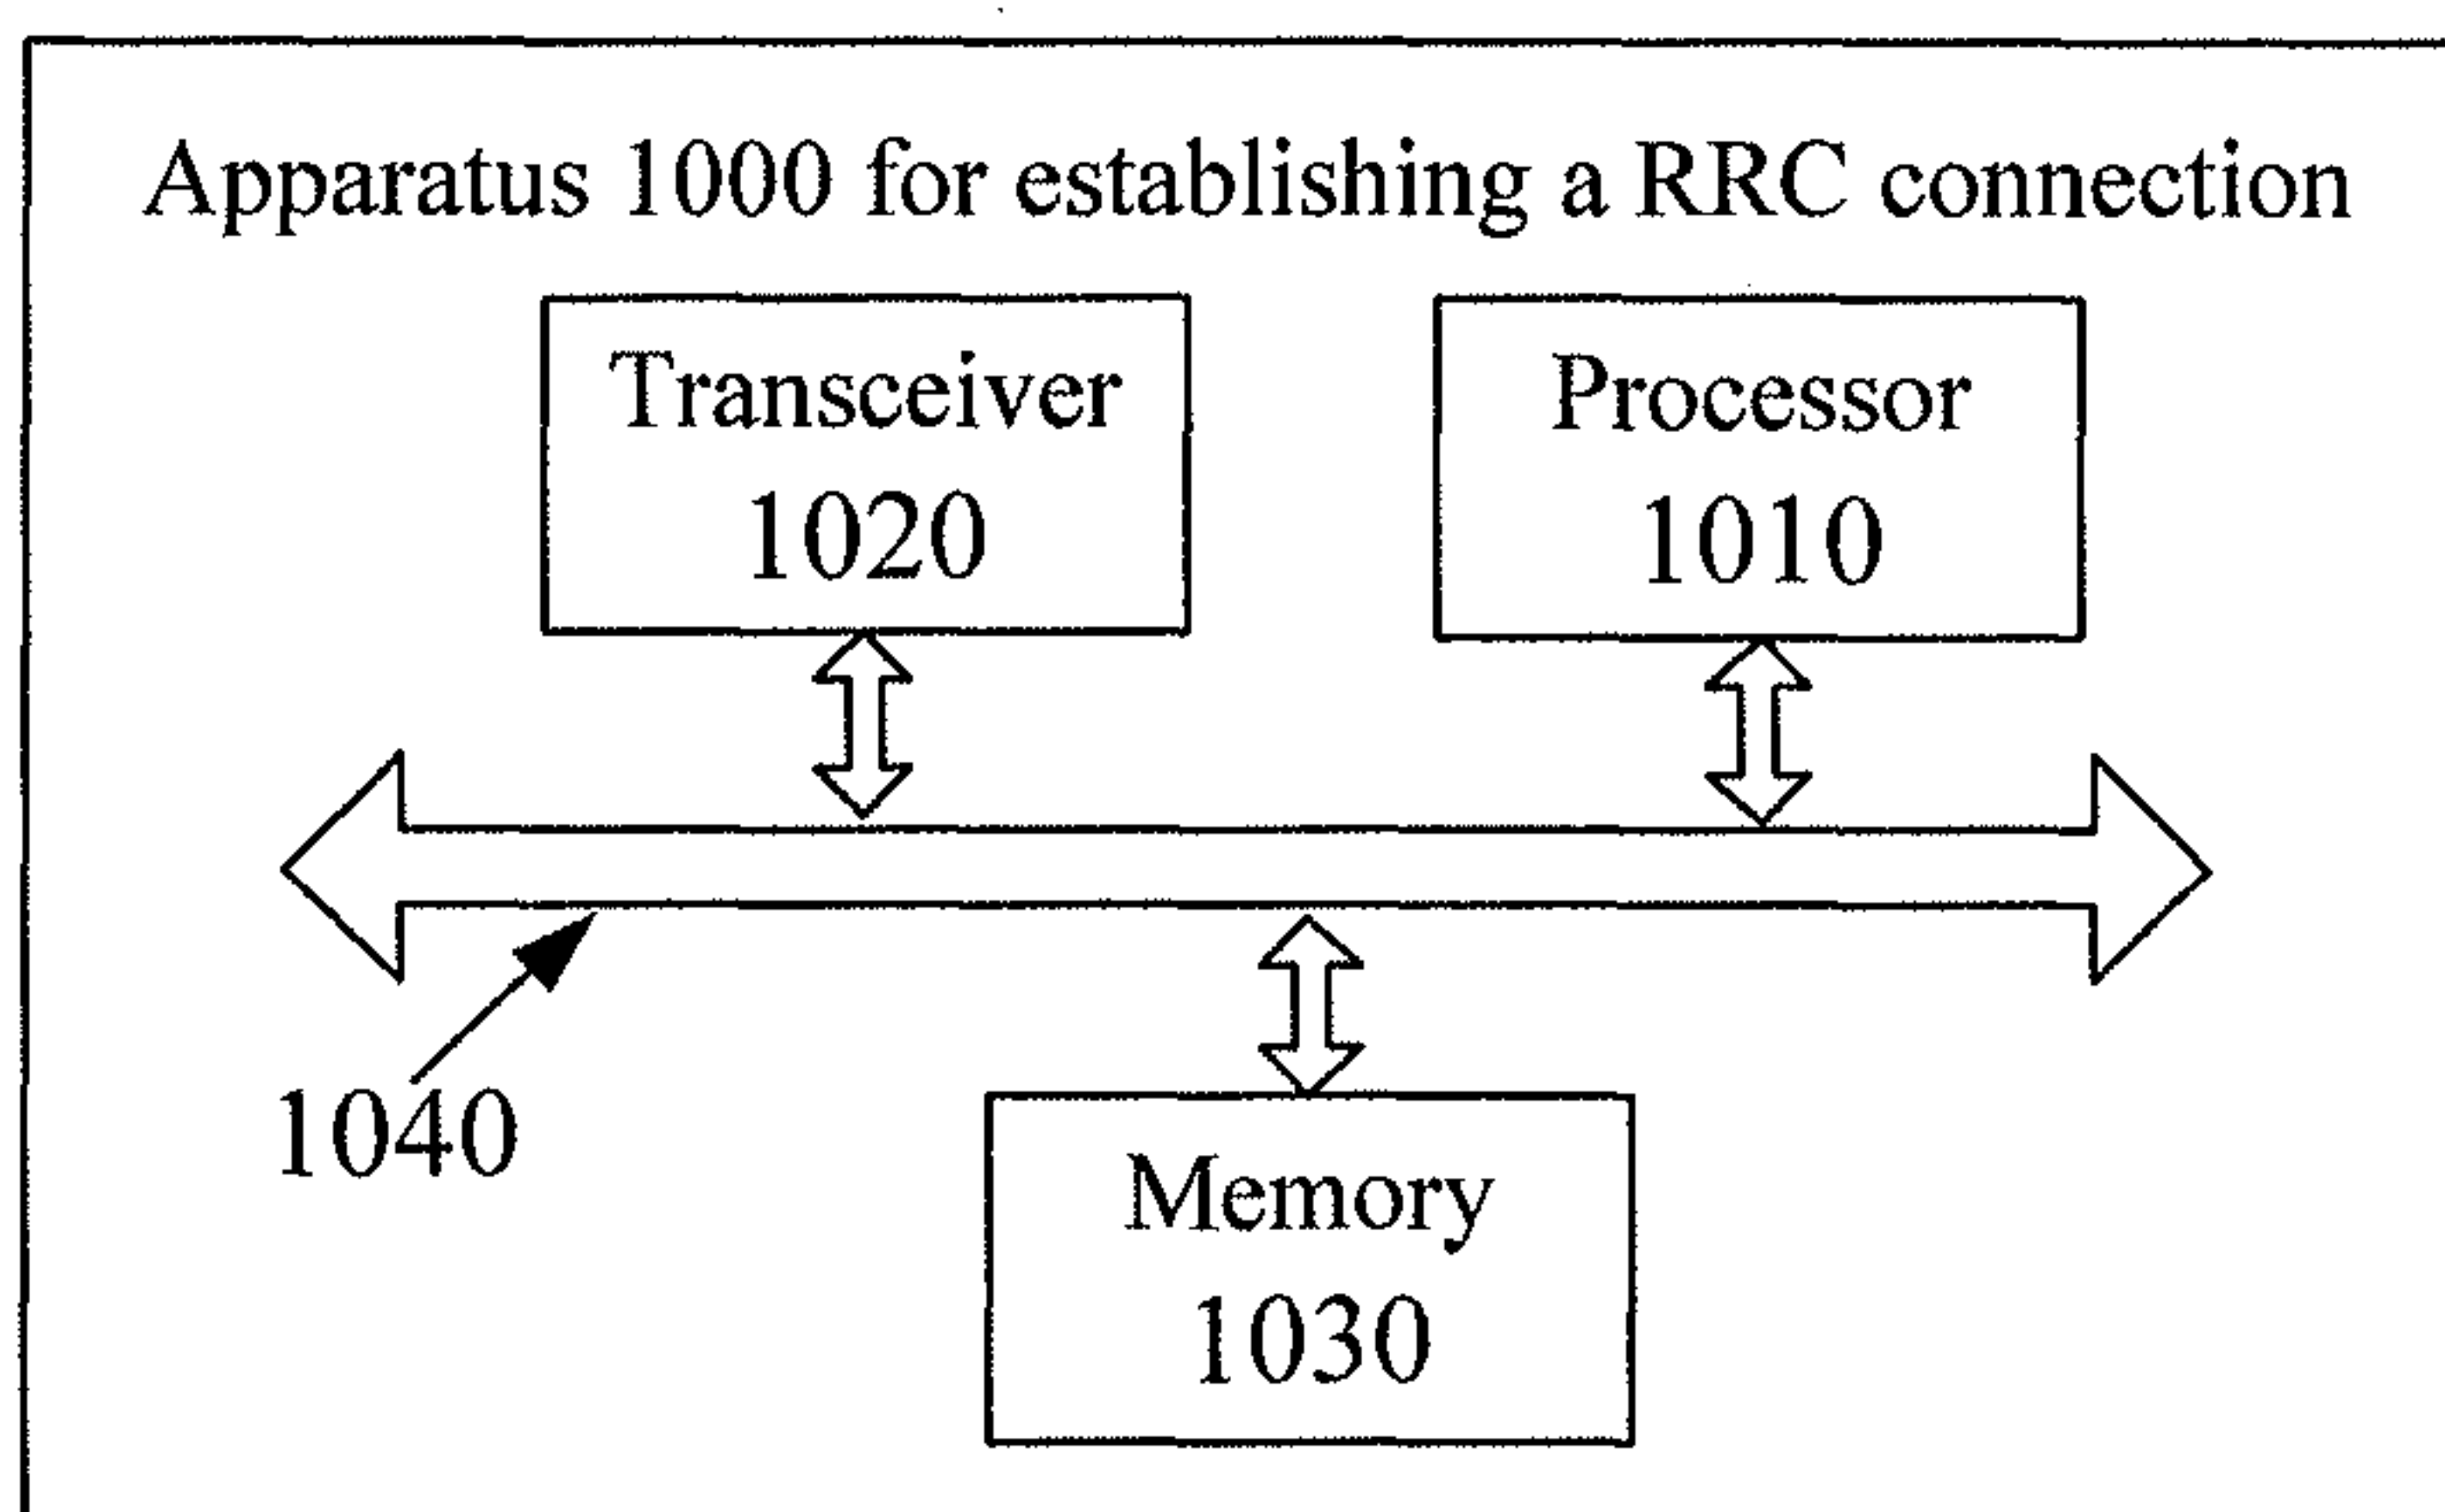 Apparatus 1000 for establishing a RRC connection
Transceiver
1020
Processor
1010
1040
Memory
1030